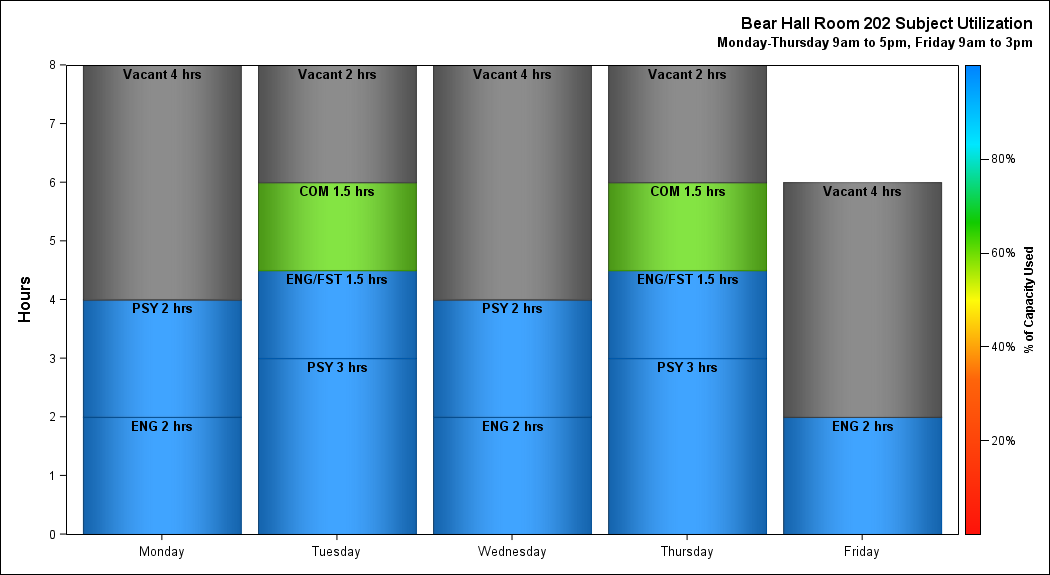 Bear Hall Room 202 Subject Utilization
Monday-Thursday 9am to 5pm, Friday 9am to 3pm
Hours
8
7
6
5
4
3
2
1
0
Vacant 4 hrs
PSY 2 hrs
ENG 2 hrs
Monday
Vacant 2 hrs
COM 1.5 hrs
ENG/FST 1.5 hrs
PSY 3 hrs
Tuesday
Vacant 4 hrs
PSY 2 hrs
ENG 2 hrs
Wednesday
Vacant 2 hrs
COM 1.5 hrs
ENG/FST 1.5 hrs
PSY 3 hrs
Thursday
Vacant 4 hrs
ENG 2 hrs
Friday
80%
60%
40%
20%
% of Capacity Used